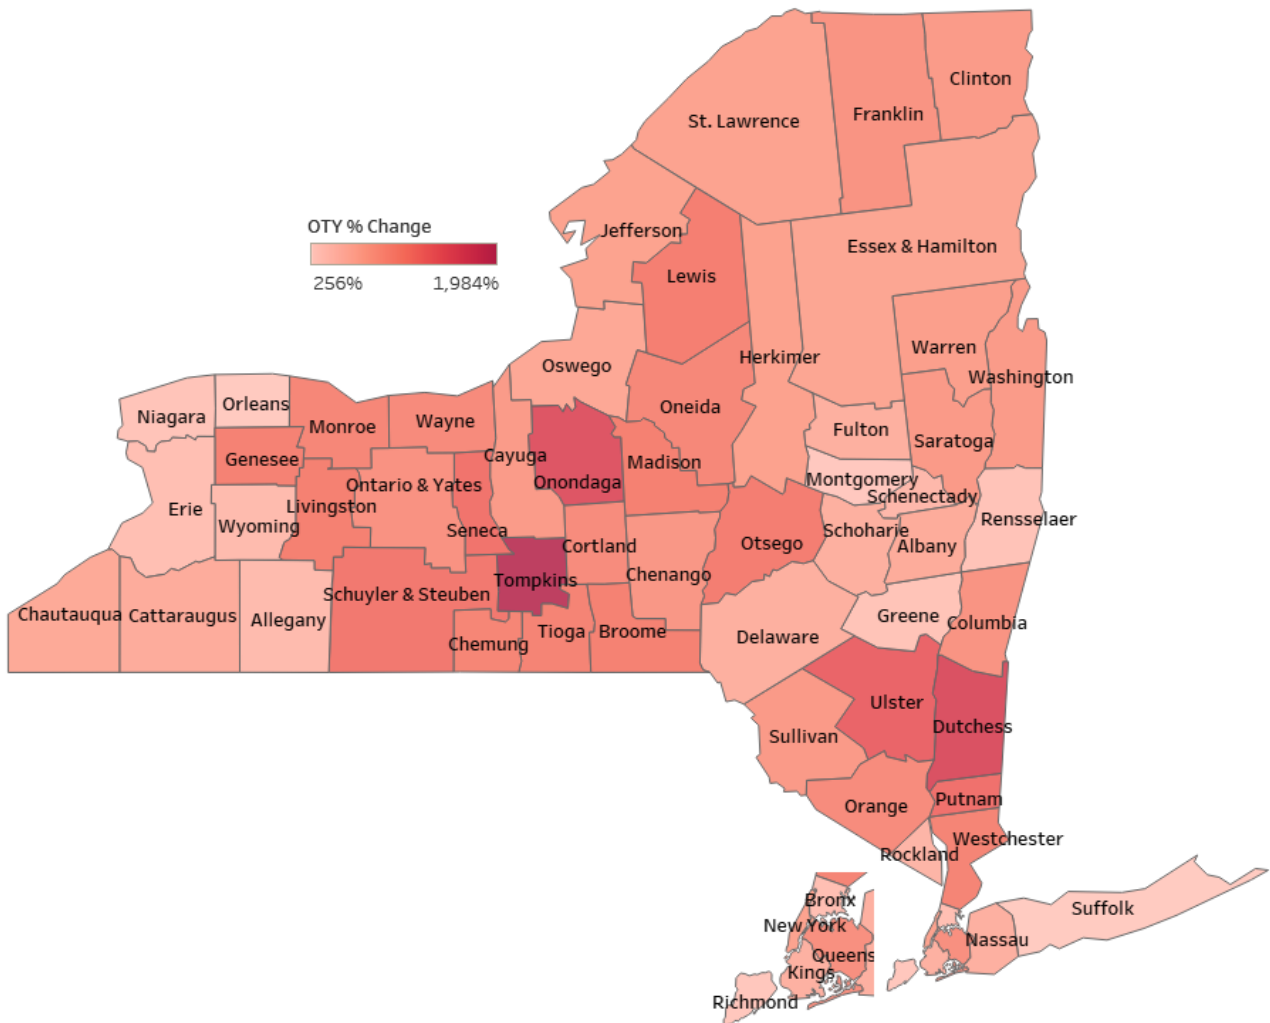 Clinton
Franklin
St. Lawrence
OTY % Change
256% 1,984%
Jefferson
Essex & Hamilton
Lewis
Warren
Herkimer
Oswego
Washington
Orleans
Niagara
Oneida
Wayne
Monroe
Fulton
Saratoga
Cayuga
Genesee
Madison
Montgomery
Onondaga
Ontario & Yates
Schenectady
Livingston
Erie
Rensselaer
Wyoming
Seneca
Schoharie
Otsego
Cortland
Albany
Chenango
Tompkins
Schuyler & Steuben
Chautauqua
Cattaraugus
Allegany
Greene
Columbia
Tioga
Broome
Delaware
Chemung
Ulster
Dutchess
Sullivan
Putnam
Orange
Westchester
Rockland
Bronx
Suffolk
New York
Nassau
Queens
Kings
Richmond